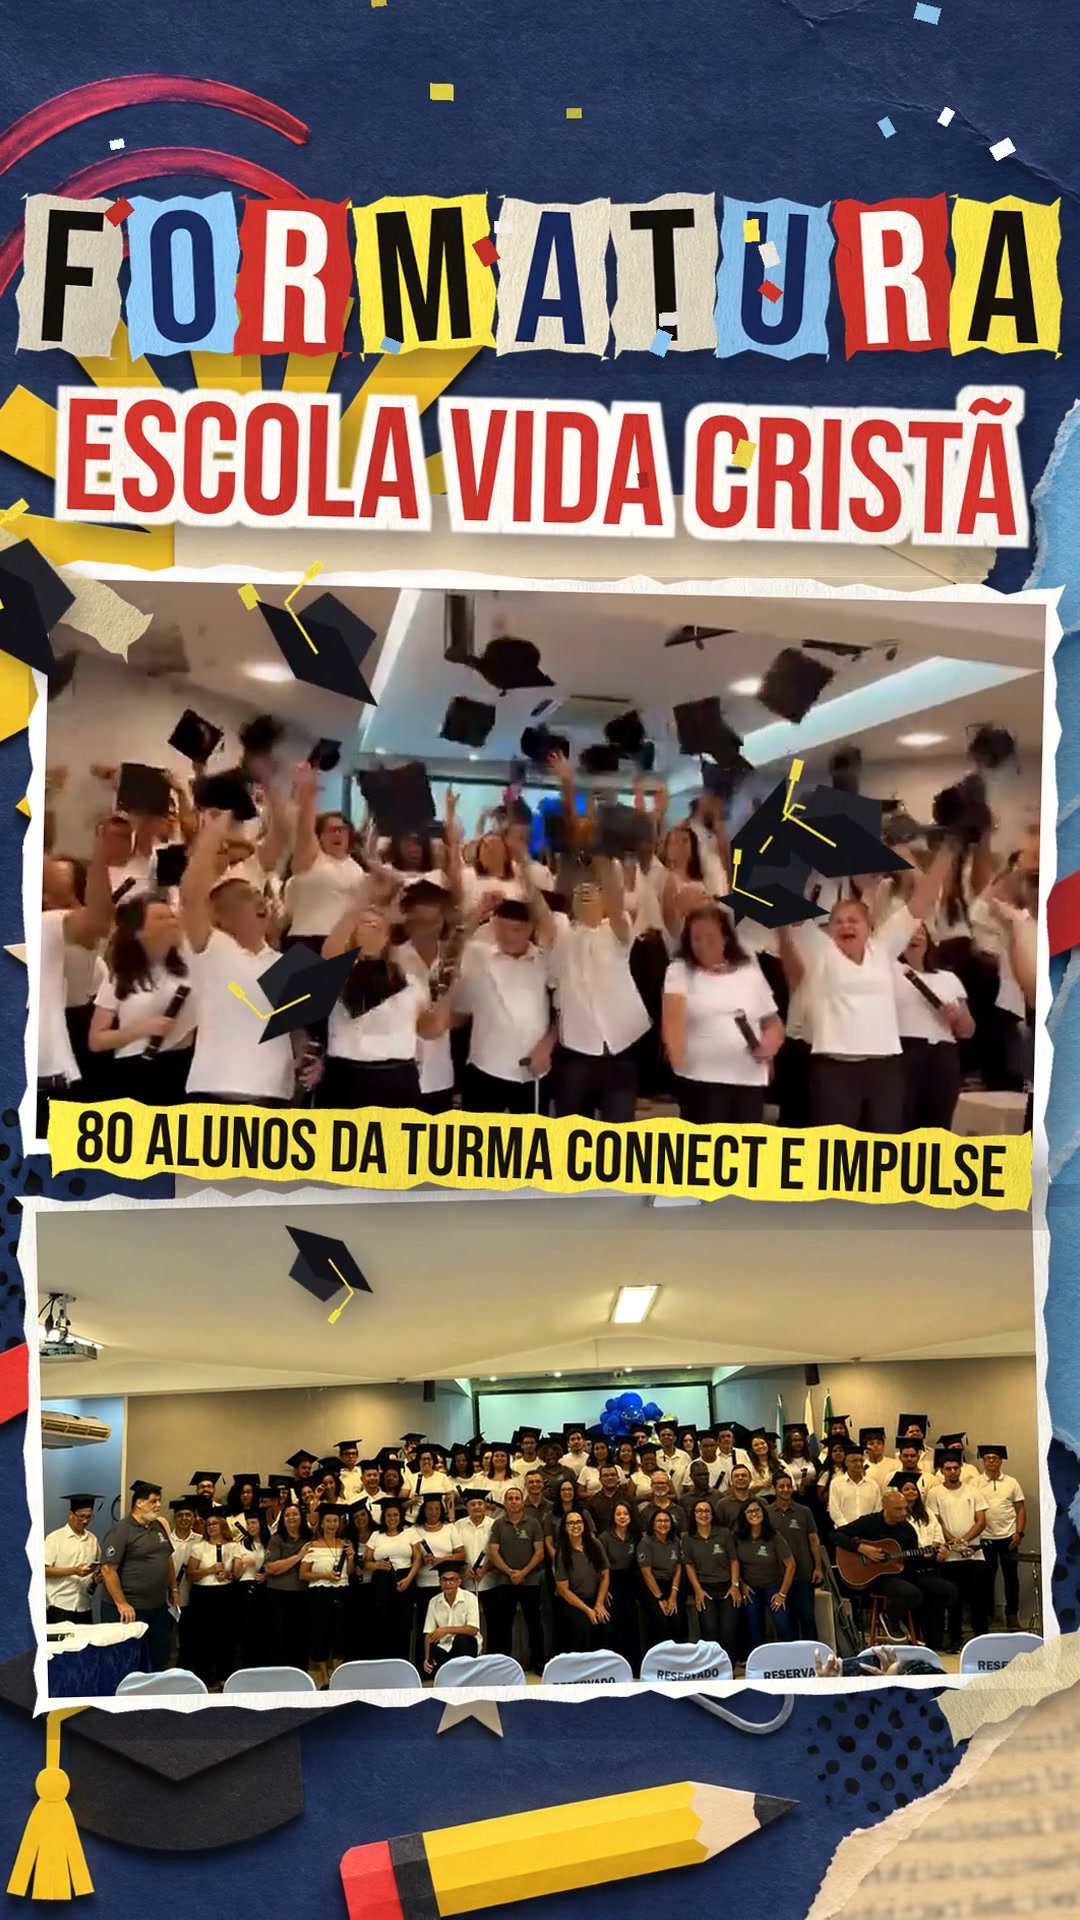 FORMATURA
ESCOLA VIDA CRISTÃ
80 ALUNOS DA TURMA CONNECT E IMPULSE
RESERVADO